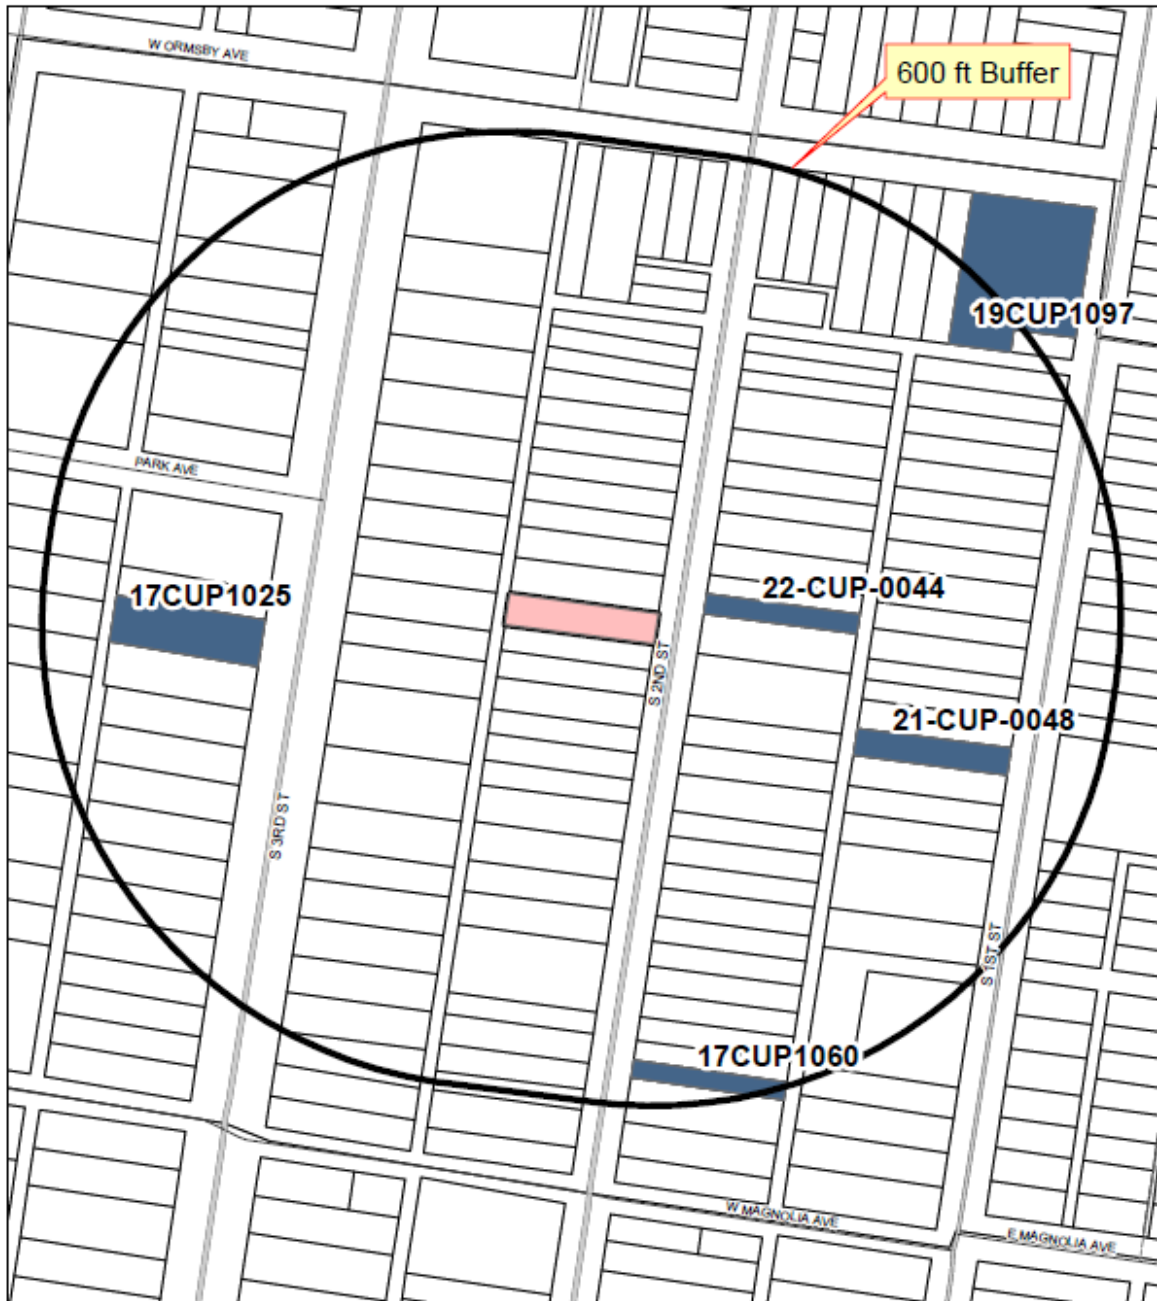 W ORMSBY AVE
600 ft Buffer
19CUP1097
PARK AVE
17CUP1025
22-CUP-0044
S 2ND ST
21-CUP-0048
S 3RD ST
S 1ST ST
17CUP1060
W MAGNOLIA AVE
E MAGNOLIA AVE